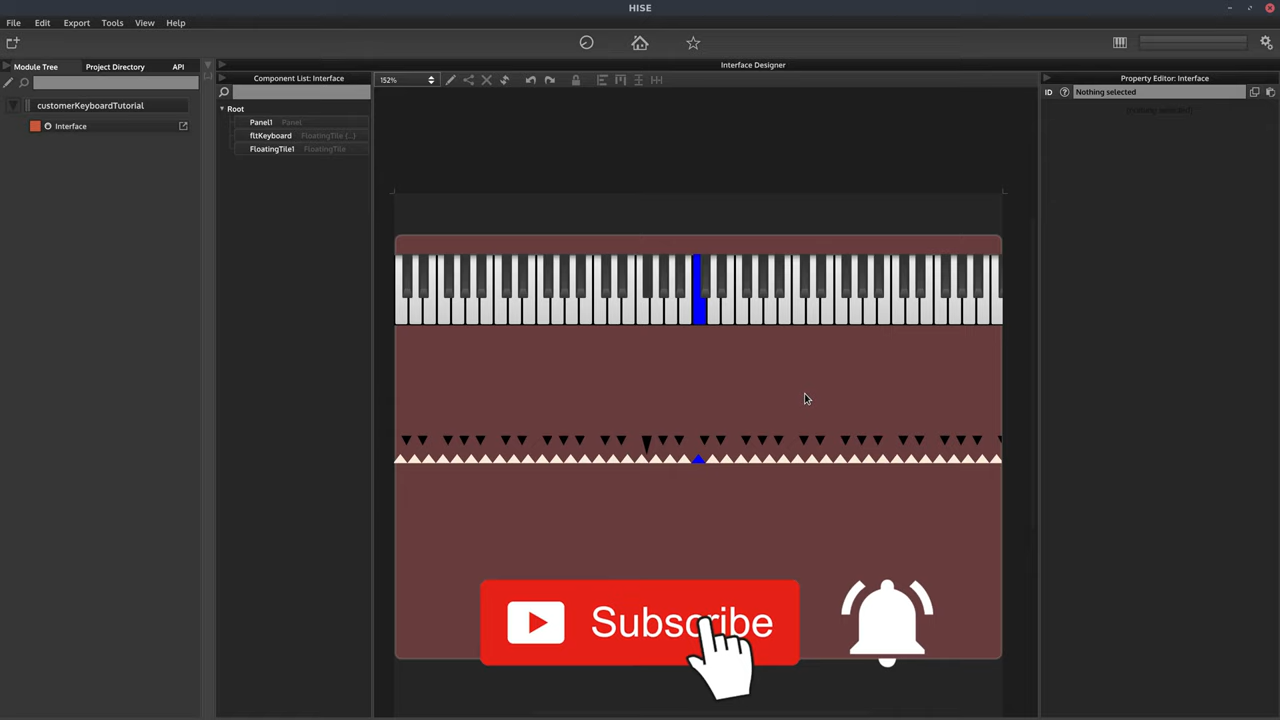 HISE
File Edit Export Tools View Help
Module Tree Project Directory API
customerKeyboardTutorial
Interface
Component List: Interface
Root
Panel1 Panel
fltKeyboard FloatingTile (...)
FloatingTile1 FloatingTile
Interface Designer
152%
Property Editor: Interface
ID Nothing selected
Subscribe